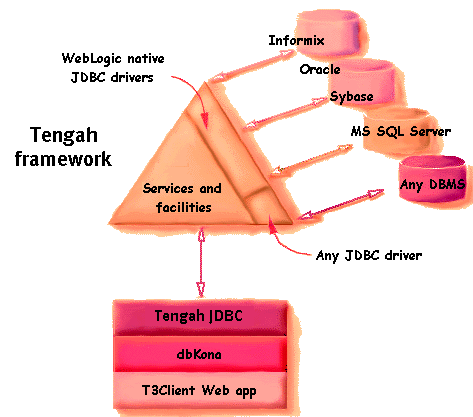 Informix
WebLogic native
JDBC drivers
Oracle
Sybase
Tengah
framework
MS SQL Server
Services and
facilities
Any DBMS
Any JDBC driver
Tengah JDBC
dbKona
T3Client Web app